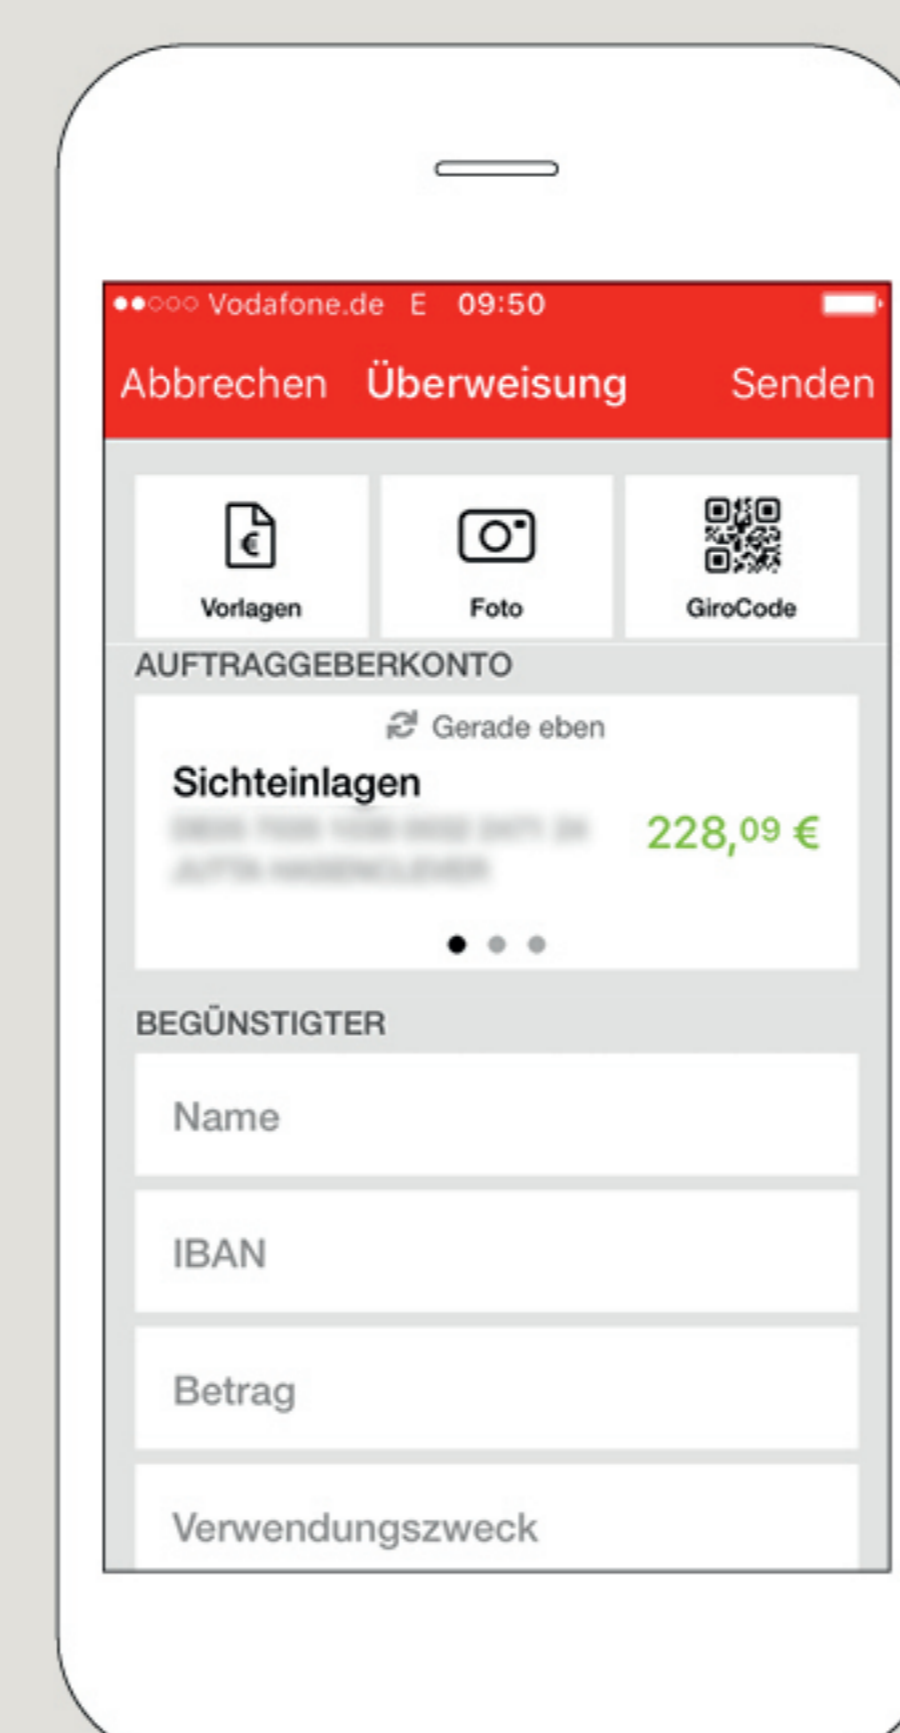 Vodafone.de E 09:50
Abbrechen Überweisung Senden
Vorlagen Foto GiroCode
AUFTRAGGEBERKONTO
Gerade eben
Sichteinlagen
228,09 €
BEGÜNSTIGTER
Name
IBAN
Betrag
Verwendungszweck